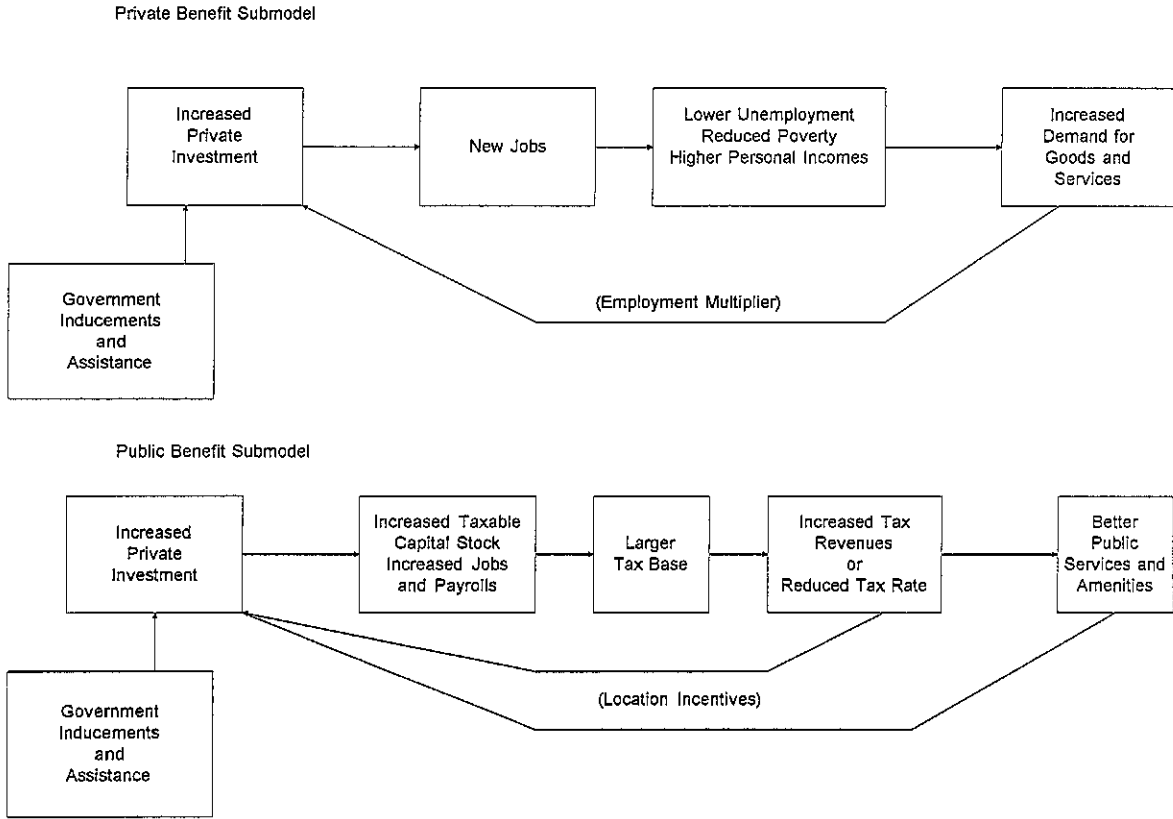 Private Benefit Submodel
Increased
Private
Investment
New Jobs
Lower Unemployment
Reduced Poverty
Higher Personal Incomes
Increased
Demand for
Goods and
Services
Government
Inducements
and
Assistance
(Employment Multiplier)
Public Benefit Submodel
Increased
Private
Investment
Increased Taxable
Capital Stock
Increased Jobs
and Payrolls
Larger
Tax Base
Increased Tax
Revenues
or
Reduced Tax Rate
Better
Public
Services and
Amenities
Government
Inducements
and
Assistance
(Location Incentives)